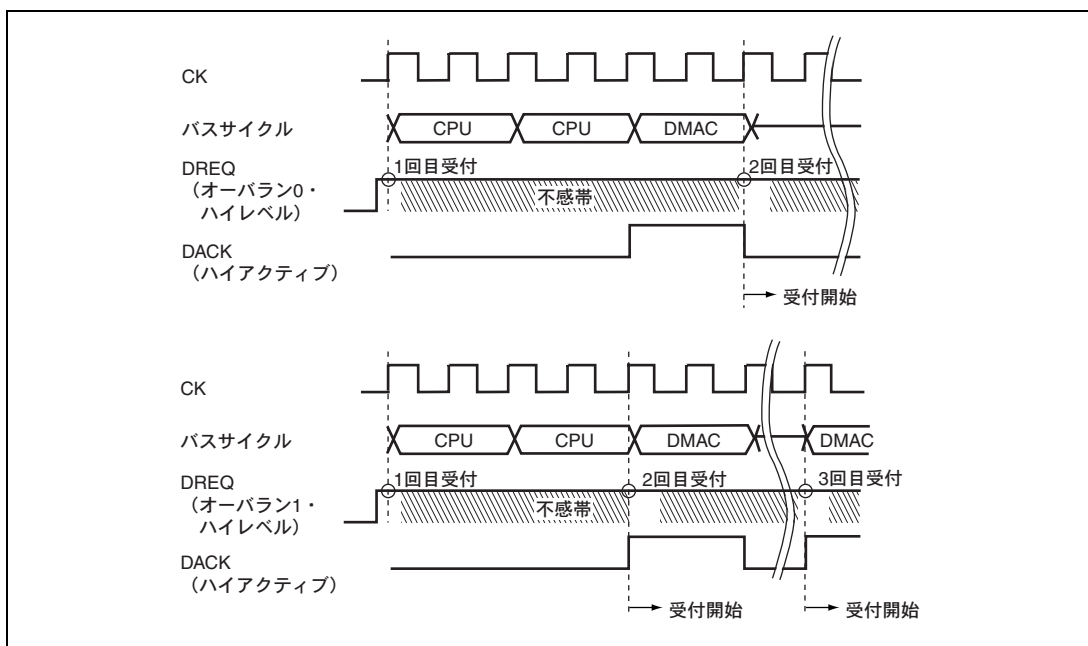 CK
バスサイクル
CPU
CPU
DMAC
DREQ
(オーバラン0・
ハイレベル)
1回目受付
2回目受付
不感帯
DACK
(ハイアクティブ)
受付開始
CK
バスサイクル
CPU
CPU
DMAC
DMAC
DREQ
(オーバラン1・
ハイレベル)
1回目受付
2回目受付
3回目受付
不感帯
DACK
(ハイアクティブ)
受付開始
受付開始